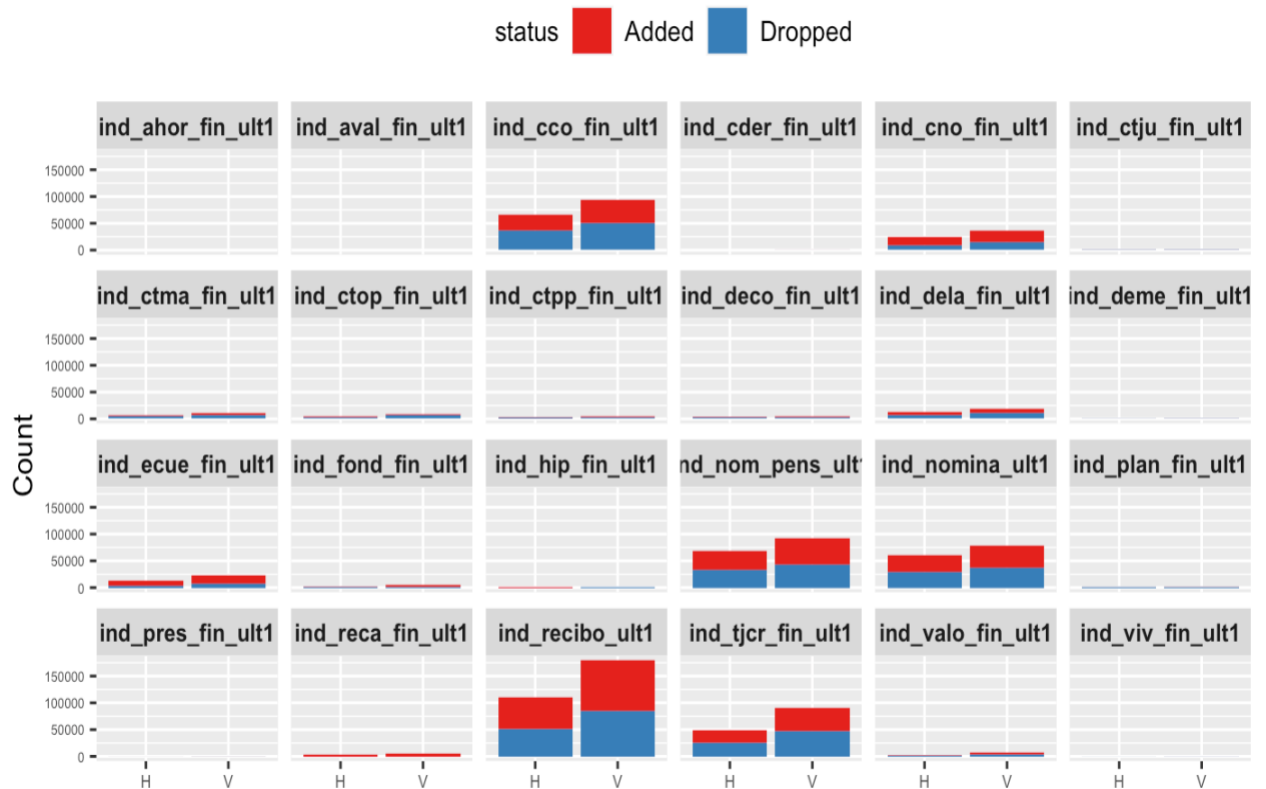 status Added Dropped
ind_ahor_fin_ult1 ind_aval_fin_ult1 ind_cco_fin_ult1 ind_cder_fin_ult1 ind_cno_fin_ult1 ind_ctju_fin_ult1
150000
100000
50000
0
ind_ctma_fin_ult1 ind_ctop_fin_ult1 ind_ctpp_fin_ult1 ind_deco_fin_ult1 ind_dela_fin_ult1 ind_deme_fin_ult1
150000
100000
50000
0
Count
ind_ecue_fin_ult1 ind_fond_fin_ult1 ind_hip_fin_ult1 nd_nom_pens_ult1 ind_nomina_ult1 ind_plan_fin_ult1
150000
100000
50000
0
ind_pres_fin_ult1 ind_reca_fin_ult1 ind_recibo_ult1 ind_tjcr_fin_ult1 ind_valo_fin_ult1 ind_viv_fin_ult1
150000
100000
50000
0
H V H V H V H V H V H V